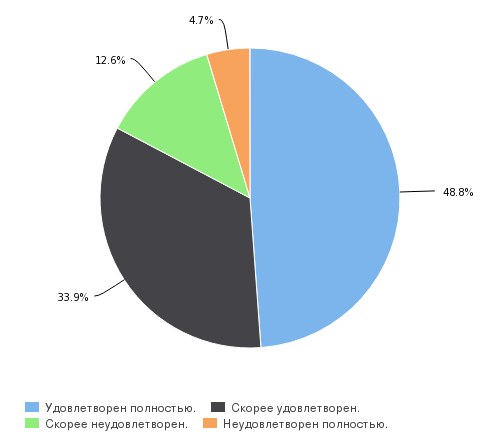 4.7%
12.6%
48.8%
33.9%
Удовлетворен полностью. Скорее удовлетворен.
Скорее неудовлетворен. Неудовлетворен полностью.